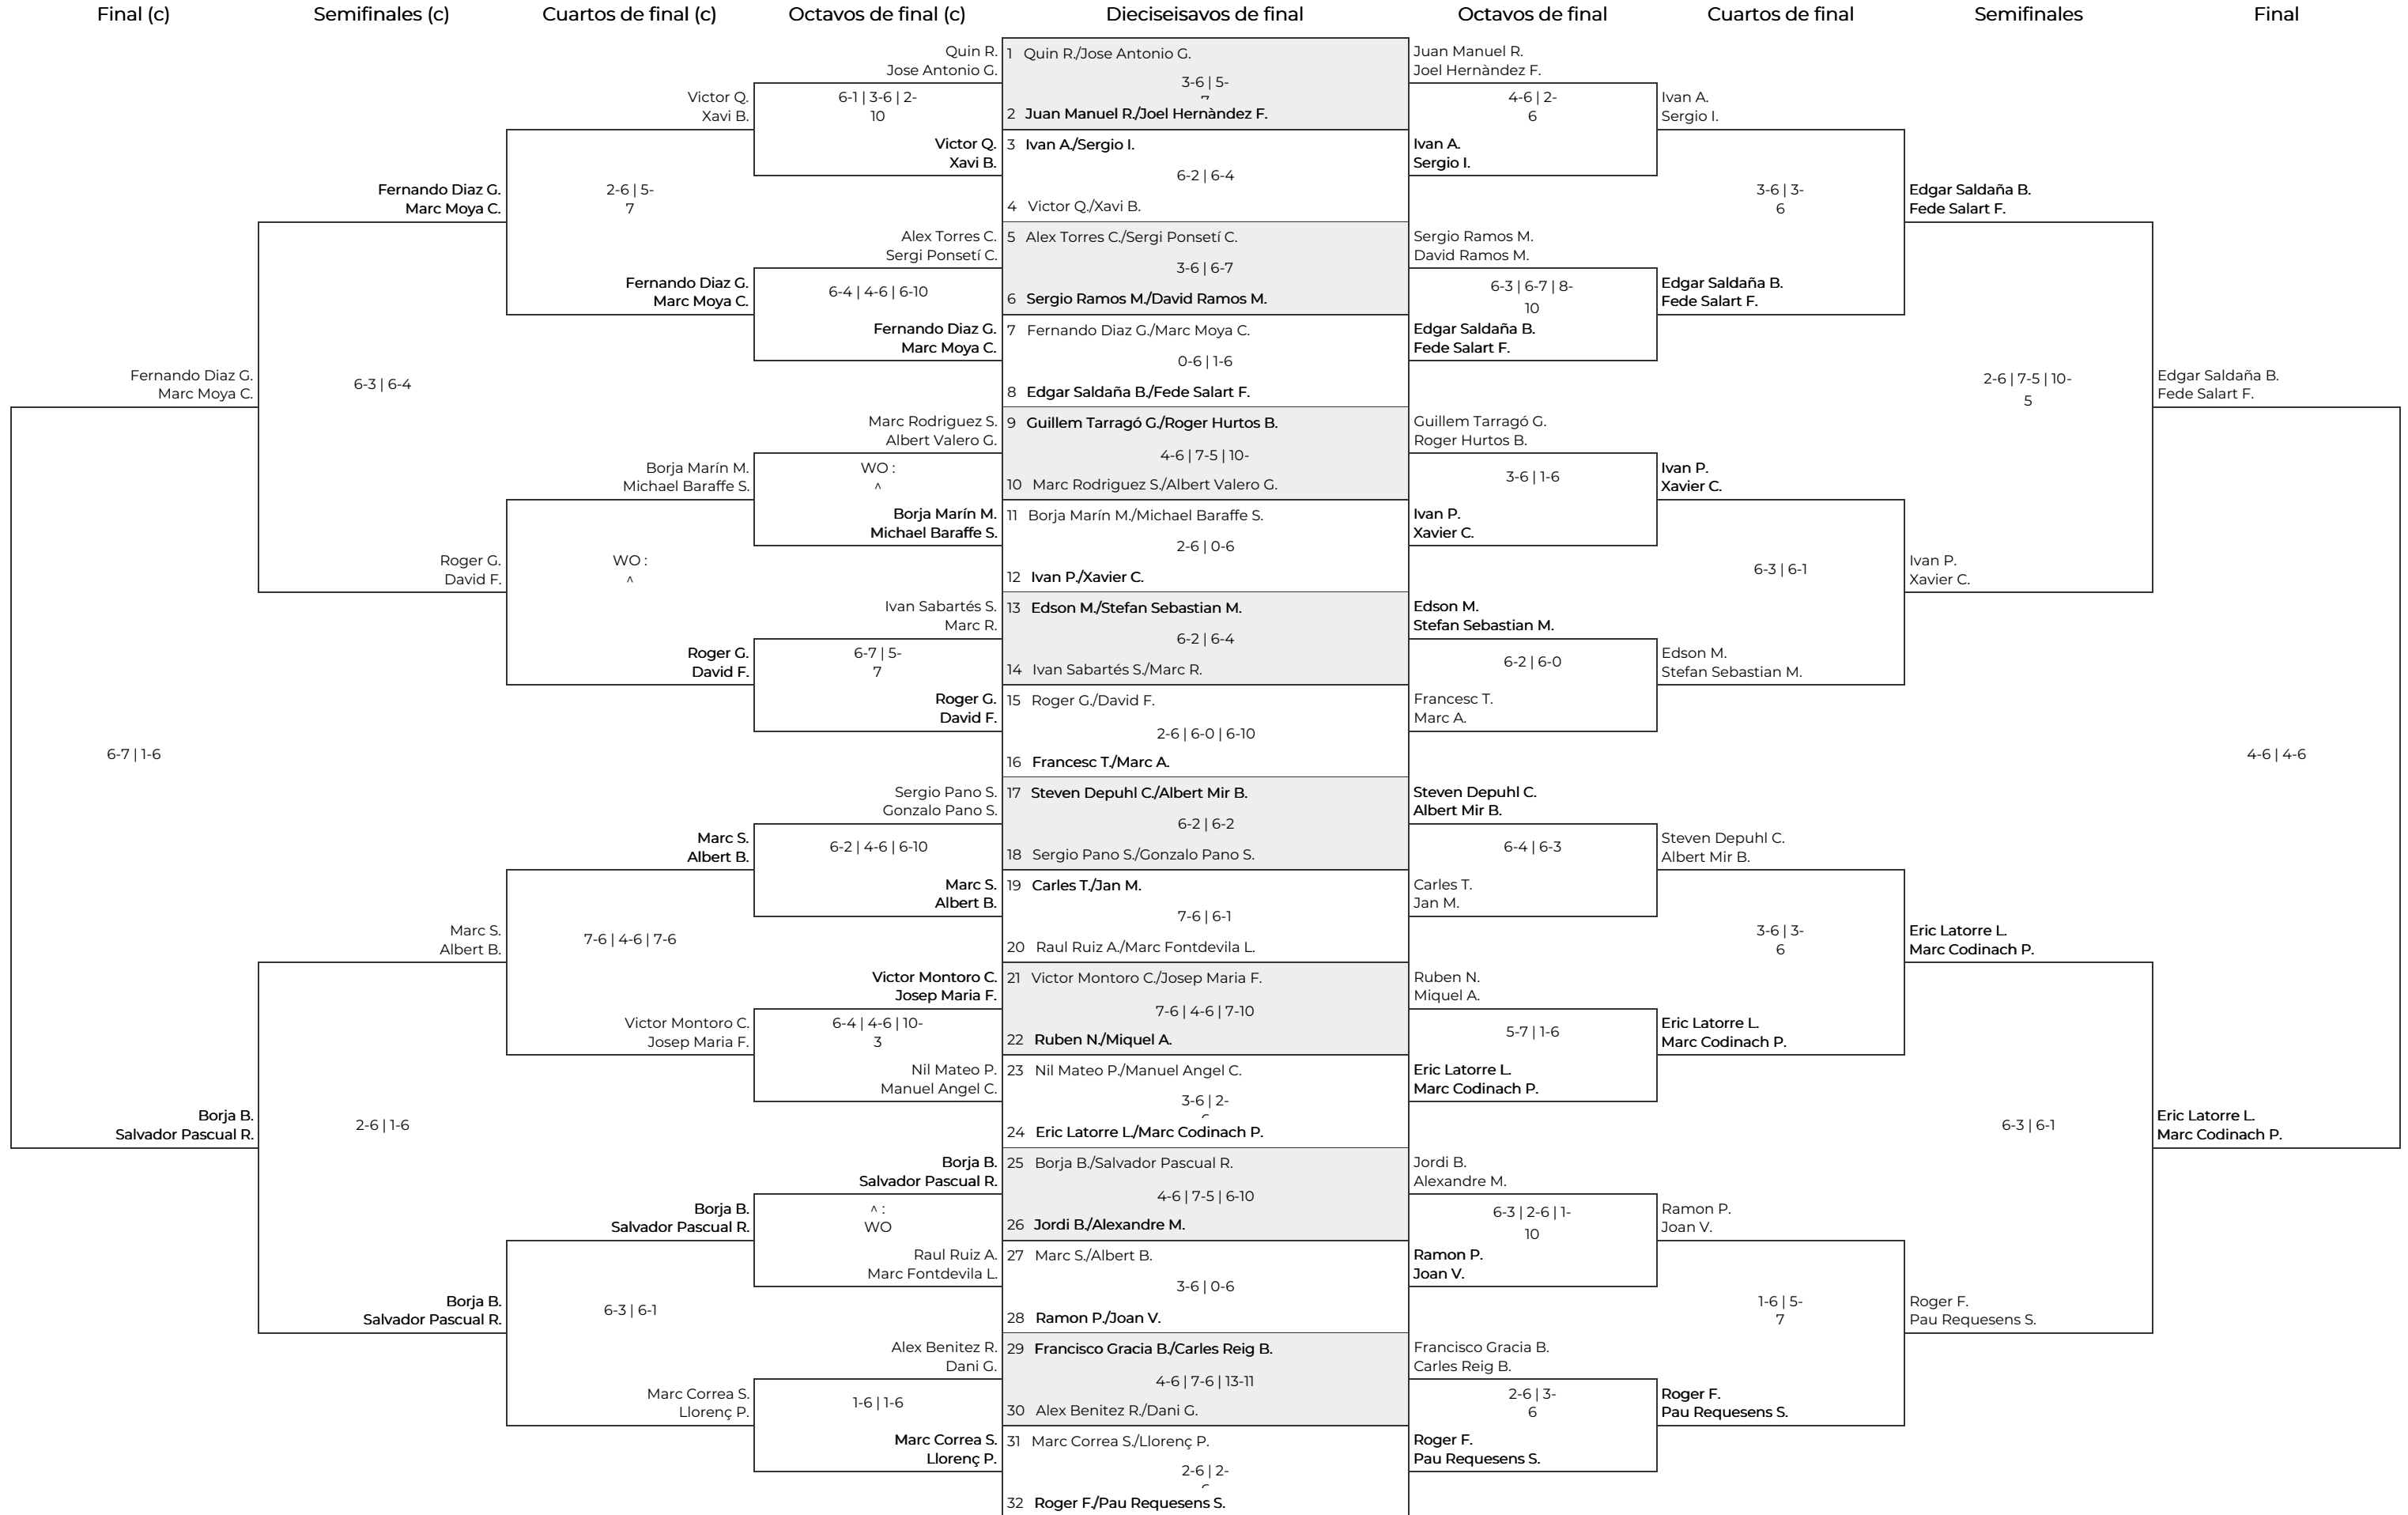 Final (c)
Semifinales (c)
Cuartos de final (c)
Octavos de final (c)
Dieciseisavos de final
Octavos de final
Cuartos de final
Semifinales
Final
Fernando Diaz G.
Marc Moya C.
6-7 | 1-6
Borja B.
Salvador Pascual R.
Fernando Diaz G.
Marc Moya C.
6-3 | 6-4
Roger G.
David F.
Marc S.
Albert B.
2-6 | 1-6
Borja B.
Salvador Pascual R.
Victor Q.
Xavi B.
2-6 | 5-
7
Fernando Diaz G.
Marc Moya C.
Borja Marín M.
Michael Baraffe S.
WO :
^
Roger G.
David F.
Marc S.
Albert B.
7-6 | 4-6 | 7-6
Victor Montoro C.
Josep Maria F.
Borja B.
Salvador Pascual R.
6-3 | 6-1
Marc Correa S.
Llorenç P.
Quin R.
Jose Antonio G.
6-1 | 3-6 | 2-
10
Victor Q.
Xavi B.
Alex Torres C.
Sergi Ponsetí C.
6-4 | 4-6 | 6-10
Fernando Diaz G.
Marc Moya C.
Marc Rodriguez S.
Albert Valero G.
WO :
^
Borja Marín M.
Michael Baraffe S.
Ivan Sabartés S.
Marc R.
6-7 | 5-
7
Roger G.
David F.
Sergio Pano S.
Gonzalo Pano S.
6-2 | 4-6 | 6-10
Marc S.
Albert B.
Victor Montoro C.
Josep Maria F.
6-4 | 4-6 | 10-
3
Nil Mateo P.
Manuel Angel C.
Borja B.
Salvador Pascual R.
^ :
WO
Raul Ruiz A.
Marc Fontdevila L.
Alex Benitez R.
Dani G.
1-6 | 1-6
Marc Correa S.
Llorenç P.
1 Quin R./Jose Antonio G.
3-6 | 5-
2 Juan Manuel R./Joel Hernàndez F.
3 Ivan A./Sergio I.
6-2 | 6-4
4 Victor Q./Xavi B.
5 Alex Torres C./Sergi Ponsetí C.
3-6 | 6-7
6 Sergio Ramos M./David Ramos M.
7 Fernando Diaz G./Marc Moya C.
0-6 | 1-6
8 Edgar Saldaña B./Fede Salart F.
9 Guillem Tarragó G./Roger Hurtos B.
4-6 | 7-5 | 10-
10 Marc Rodriguez S./Albert Valero G.
11 Borja Marín M./Michael Baraffe S.
2-6 | 0-6
12 Ivan P./Xavier C.
13 Edson M./Stefan Sebastian M.
6-2 | 6-4
14 Ivan Sabartés S./Marc R.
15 Roger G./David F.
2-6 | 6-0 | 6-10
16 Francesc T./Marc A.
17 Steven Depuhl C./Albert Mir B.
6-2 | 6-2
18 Sergio Pano S./Gonzalo Pano S.
19 Carles T./Jan M.
7-6 | 6-1
20 Raul Ruiz A./Marc Fontdevila L.
21 Victor Montoro C./Josep Maria F.
7-6 | 4-6 | 7-10
22 Ruben N./Miquel A.
23 Nil Mateo P./Manuel Angel C.
3-6 | 2-
24 Eric Latorre L./Marc Codinach P.
25 Borja B./Salvador Pascual R.
4-6 | 7-5 | 6-10
26 Jordi B./Alexandre M.
27 Marc S./Albert B.
3-6 | 0-6
28 Ramon P./Joan V.
29 Francisco Gracia B./Carles Reig B.
4-6 | 7-6 | 13-11
30 Alex Benitez R./Dani G.
31 Marc Correa S./Llorenç P.
2-6 | 2-
32 Roger F./Pau Requesens S.
Juan Manuel R.
Joel Hernàndez F.
4-6 | 2-
6
Ivan A.
Sergio I.
Sergio Ramos M.
David Ramos M.
6-3 | 6-7 | 8-
10
Edgar Saldaña B.
Fede Salart F.
Guillem Tarragó G.
Roger Hurtos B.
3-6 | 1-6
Ivan P.
Xavier C.
Edson M.
Stefan Sebastian M.
6-2 | 6-0
Francesc T.
Marc A.
Steven Depuhl C.
Albert Mir B.
6-4 | 6-3
Carles T.
Jan M.
Ruben N.
Miquel A.
5-7 | 1-6
Eric Latorre L.
Marc Codinach P.
Jordi B.
Alexandre M.
6-3 | 2-6 | 1-
10
Ramon P.
Joan V.
Francisco Gracia B.
Carles Reig B.
2-6 | 3-
6
Roger F.
Pau Requesens S.
Ivan A.
Sergio I.
3-6 | 3-
6
Edgar Saldaña B.
Fede Salart F.
Ivan P.
Xavier C.
6-3 | 6-1
Edson M.
Stefan Sebastian M.
Steven Depuhl C.
Albert Mir B.
3-6 | 3-
6
Eric Latorre L.
Marc Codinach P.
Ramon P.
Joan V.
1-6 | 5-
7
Roger F.
Pau Requesens S.
Edgar Saldaña B.
Fede Salart F.
2-6 | 7-5 | 10-
5
Ivan P.
Xavier C.
Eric Latorre L.
Marc Codinach P.
6-3 | 6-1
Roger F.
Pau Requesens S.
Edgar Saldaña B.
Fede Salart F.
4-6 | 4-6
Eric Latorre L.
Marc Codinach P.